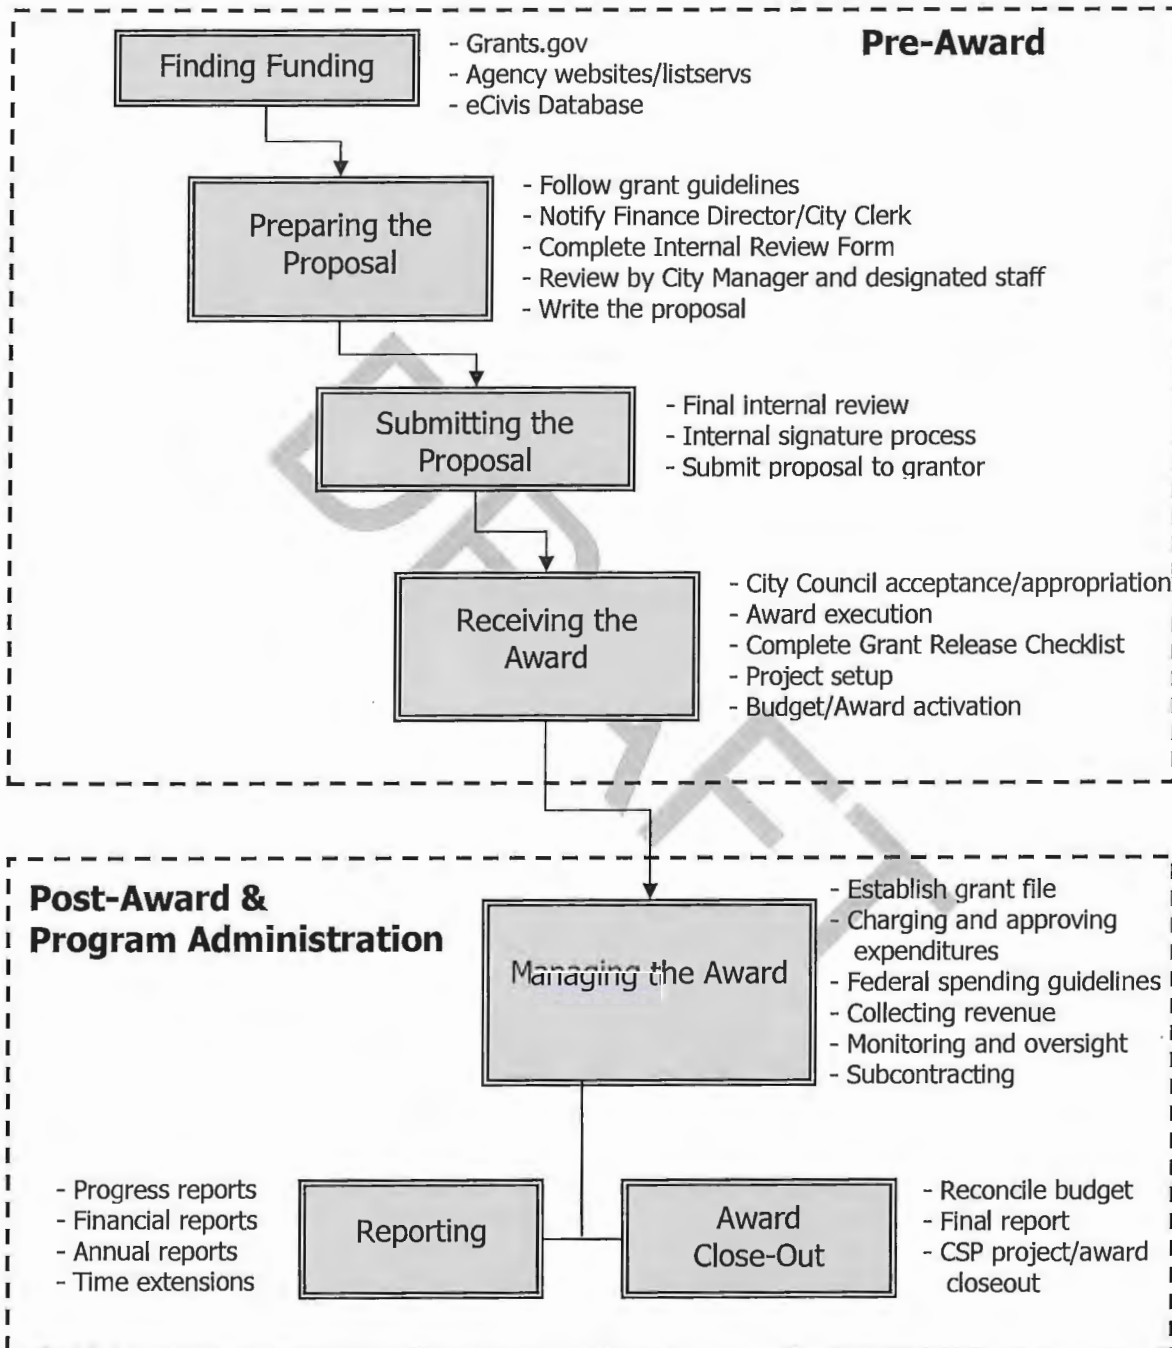 Pre-Award
Finding Funding
- Grants.gov
- Agency websites/listservs
- eCivis Database
Preparing the
Proposal
- Follow grant guidelines
- Notify Finance Director/City Clerk
- Complete Internal Review Form
- Review by City Manager and designated staff
- Write the proposal
Submitting the
Proposal
- Final internal review
- Internal signature process
- Submit proposal to grantor
Receiving the
Award
- City Council acceptance/appropriation
- Award execution
- Complete Grant Release Checklist
- Project setup
- Budget/Award activation
DRAFT
Post-Award &
Program Administration
Managing the Award
- Establish grant file
- Charging and approving
expenditures
- Federal spending guidelines
- Collecting revenue
- Monitoring and oversight
- Subcontracting
- Progress reports
- Financial reports
- Annual reports
- Time extensions
Reporting
Award
Close-Out
- Reconcile budget
- Final report
- CSP project/award
closeout